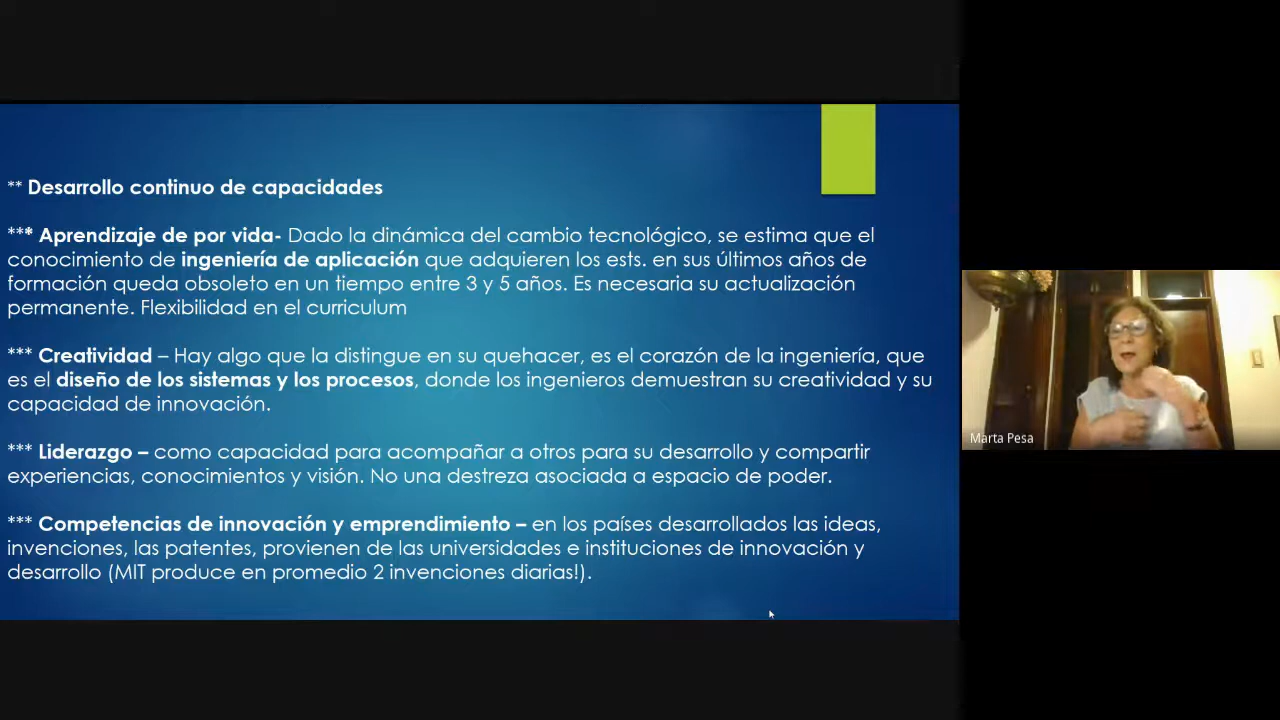 ** Desarrollo continuo de capacidades
*** Aprendizaje de por vida- Dado la dinámica del cambio tecnológico, se estima que el
conocimiento de ingeniería de aplicación que adquieren los ests. en sus últimos años de
formación queda obsoleto en un tiempo entre 3 y 5 años. Es necesaria su actualización
permanente. Flexibilidad en el curriculum
*** Creatividad – Hay algo que la distingue en su quehacer, es el corazón de la ingeniería, que
es el diseño de los sistemas y los procesos, donde los ingenieros demuestran su creatividad y su
capacidad de innovación.
*** Liderazgo – como capacidad para acompañar a otros para su desarrollo y compartir
experiencias, conocimientos y visión. No una destreza asociada a espacio de poder.
*** Competencias de innovación y emprendimiento – en los países desarrollados las ideas,
invenciones, las patentes, provienen de las universidades e instituciones de innovación y
desarrollo (MIT produce en promedio 2 invenciones diarias!).
Marta Pesa